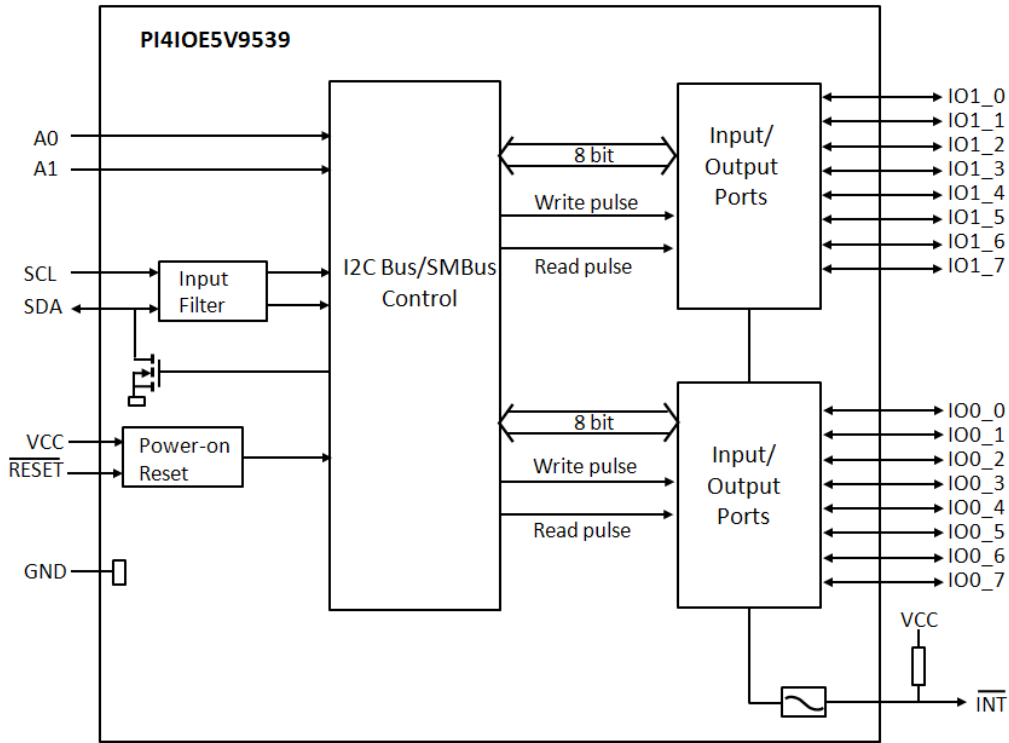 PI4IOE5V9539
A0
A1
SCL
SDA
VCC
RESET
GND
Input
Filter
Power-on
Reset
I2C Bus/SMBus
Control
8 bit
Write pulse
Read pulse
8 bit
Write pulse
Read pulse
Input/
Output
Ports
Input/
Output
Ports
IO1_0
IO1_1
IO1_2
IO1_3
IO1_4
IO1_5
IO1_6
IO1_7
IO0_0
IO0_1
IO0_2
IO0_3
IO0_4
IO0_5
IO0_6
IO0_7
VCC
INT